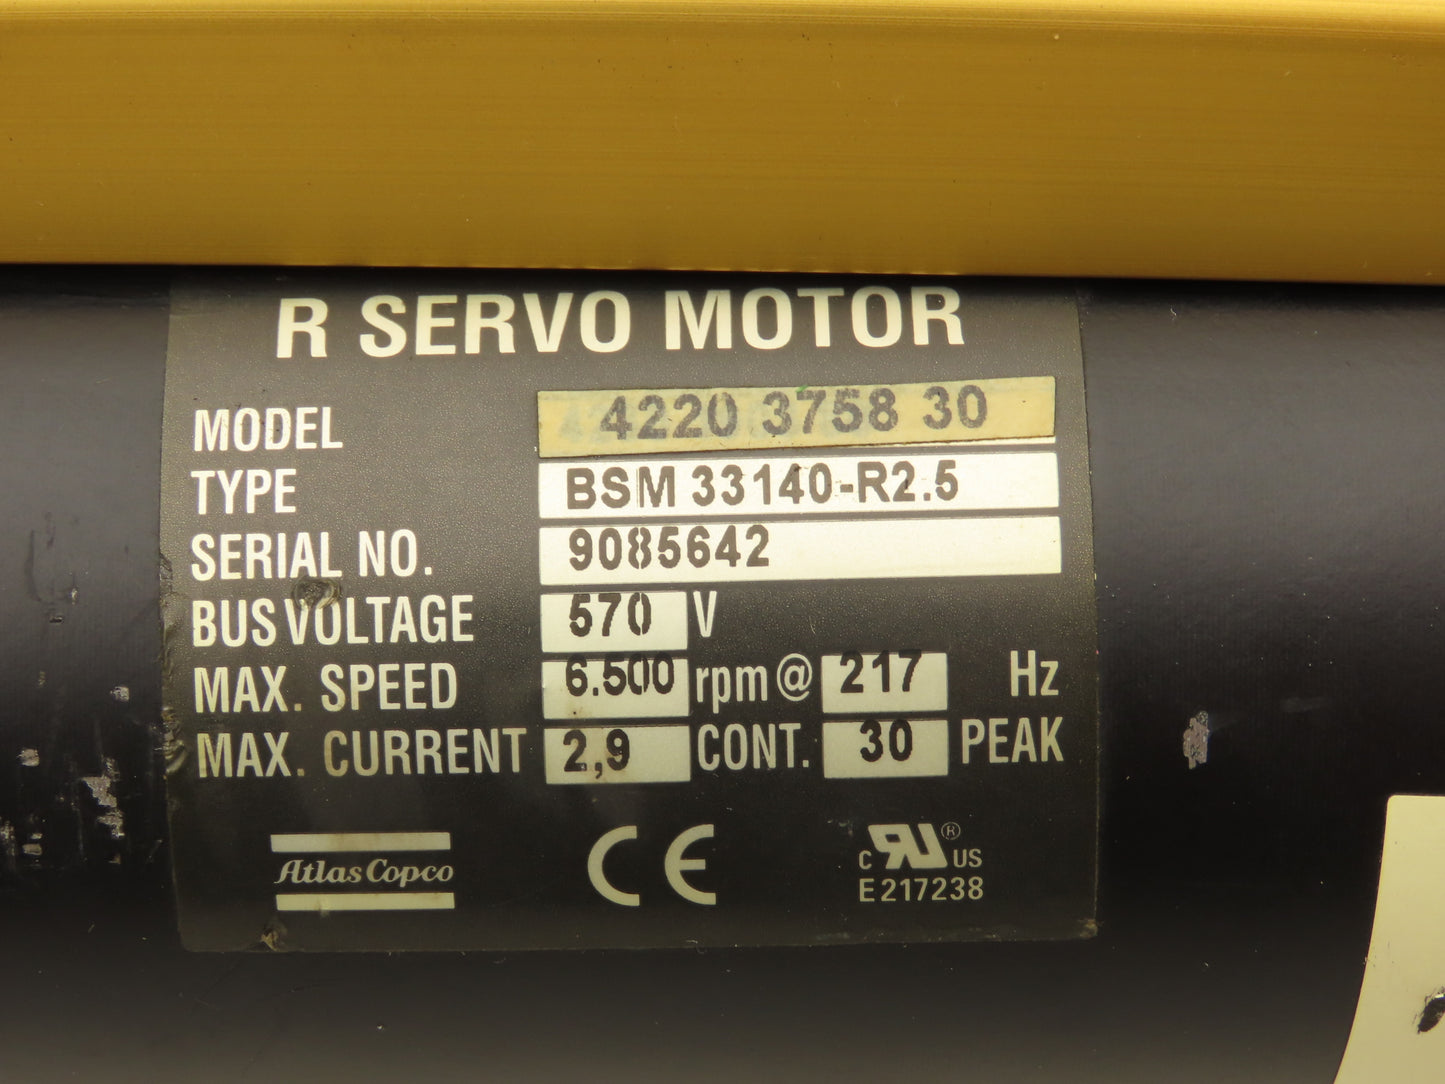 R SERVO MOTOR
MODEL 4220 3758 30
TYPE BSM 33140-R2.5
SERIAL NO. 9085642
BUS VOLTAGE 570 V
MAX. SPEED 6.500 rpm @ 217 Hz
MAX. CURRENT 2,9 CONT. 30 PEAK
Atlas Copco CE c RU ® US
E217238